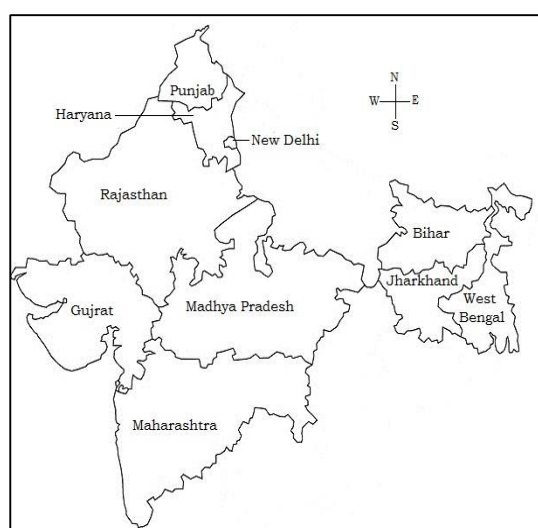 N
W E
S
Punjab
Haryana
New Delhi
Rajasthan
Bihar
Jharkhand
West
Bengal
Gujrat
Madhya Pradesh
Maharashtra